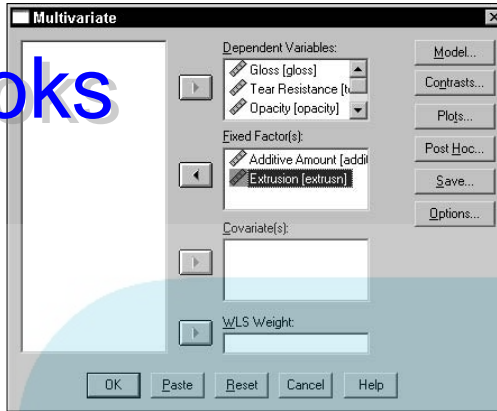 Multivariate
oks
Dependent Variables:
Gloss [gloss]
Tear Resistance [t
Opacity [opacity]
Fixed Factor(s):
Additive Amount [addit
Extrusion [extrusn]
Covariate(s):
WLS Weight:
Model...
Contrasts...
Plots...
Post Hoc...
Save...
Options...
OK
Paste
Reset
Cancel
Help